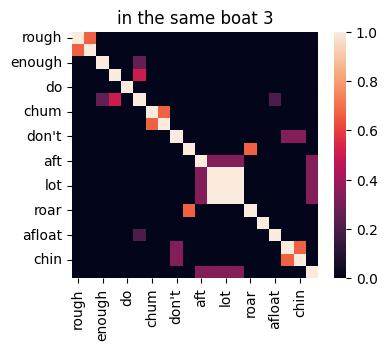 in the same boat 3
rough
enough
do
chum
don't
aft
lot
roar
afloat
chin
rough
enough
do
chum
don't
aft
lot
roar
afloat
chin
1.0
0.8
0.6
0.4
0.2
0.0